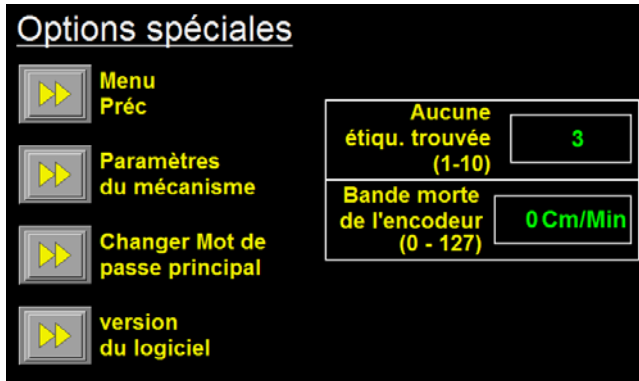 Options spéciales
Menu
Préc
Paramètres
du mécanisme
Changer Mot de
passe principal
version
du logiciel
Aucune
étiqu. trouvée
(1-10)
3
Bande morte
de l'encodeur
(0 - 127)
0 Cm/Min